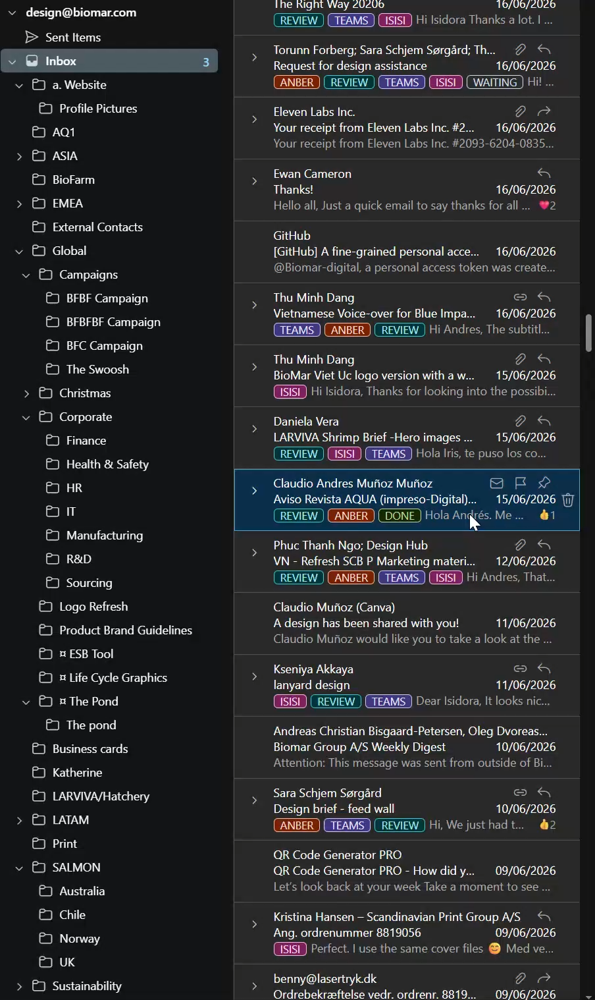 design@biomar.com
Sent Items
Inbox 3
a. Website
Profile Pictures
AQ1
ASIA
BioFarm
EMEA
External Contacts
Global
Campaigns
BFBF Campaign
BFBFBF Campaign
BFC Campaign
The Swoosh
Christmas
Corporate
Finance
Health & Safety
HR
IT
Manufacturing
R&D
Sourcing
Logo Refresh
Product Brand Guidelines
¤ ESB Tool
¤ Life Cycle Graphics
¤ The Pond
The pond
Business cards
Katherine
LARVIVA/Hatchery
LATAM
Print
SALMON
Australia
Chile
Norway
UK
Sustainability
The Right Way 20206 16/06/2026
REVIEW TEAMS ISISI Hi Isidora Thanks a lot. I ...
Torunn Forberg; Sara Schjem Sørgård; Th...
Request for design assistance 16/06/2026
ANBER REVIEW TEAMS ISISI WAITING Hi! ...
Eleven Labs Inc.
Your receipt from Eleven Labs Inc. #2... 16/06/2026
Your receipt from Eleven Labs Inc. #2093-6204-0835...
Ewan Cameron
Thanks! 16/06/2026
Hello all, Just a quick email to say thanks for all ... 2
GitHub
[GitHub] A fine-grained personal acce... 16/06/2026
@Biomar-digital, a personal access token was create...
Thu Minh Dang
Vietnamese Voice-over for Blue Impa... 16/06/2026
TEAMS ANBER REVIEW Hi Andres, The subtitl...
Thu Minh Dang
BioMar Viet Uc logo version with a w... 15/06/2026
ISISI Hi Isidora, Thanks for looking into the possibi...
Daniela Vera
LARVIVA Shrimp Brief -Hero images ... 15/06/2026
REVIEW ISISI TEAMS Hola Iris, te puso los co...
Claudio Andres Muñoz Muñoz
Aviso Revista AQUA (impreso-Digital)... 15/06/2026
REVIEW ANBER DONE Hola Andrés. Me ... 👍1
Phuc Thanh Ngo; Design Hub
VN - Refresh SCB P Marketing materi... 12/06/2026
REVIEW ANBER TEAMS ISISI Hi Andres, That...
Claudio Muñoz (Canva)
A design has been shared with you! 11/06/2026
Claudio Muñoz would like you to take a look at the ...
Kseniya Akkaya
lanyard design 11/06/2026
ISISI REVIEW TEAMS Dear Isidora, It looks nic...
Andreas Christian Bisgaard-Petersen, Oleg Dvoreas...
Biomar Group A/S Weekly Digest 10/06/2026
Attention: This message was sent from outside of Bi...
Sara Schjem Sørgård
Design brief - feed wall 10/06/2026
ANBER TEAMS REVIEW Hi, We just had t... 👍2
QR Code Generator PRO
QR Code Generator PRO - How did y... 09/06/2026
Let's look back at your week Take a moment to see ...
Kristina Hansen – Scandinavian Print Group A/S
Ang. ordrenummer 8819056 09/06/2026
ISISI Perfect. I use the same cover files 😊 Med ve...
benny@lasertryk.dk
Ordrebekræftelse vedr. ordrenr. 8819... 09/06/2026